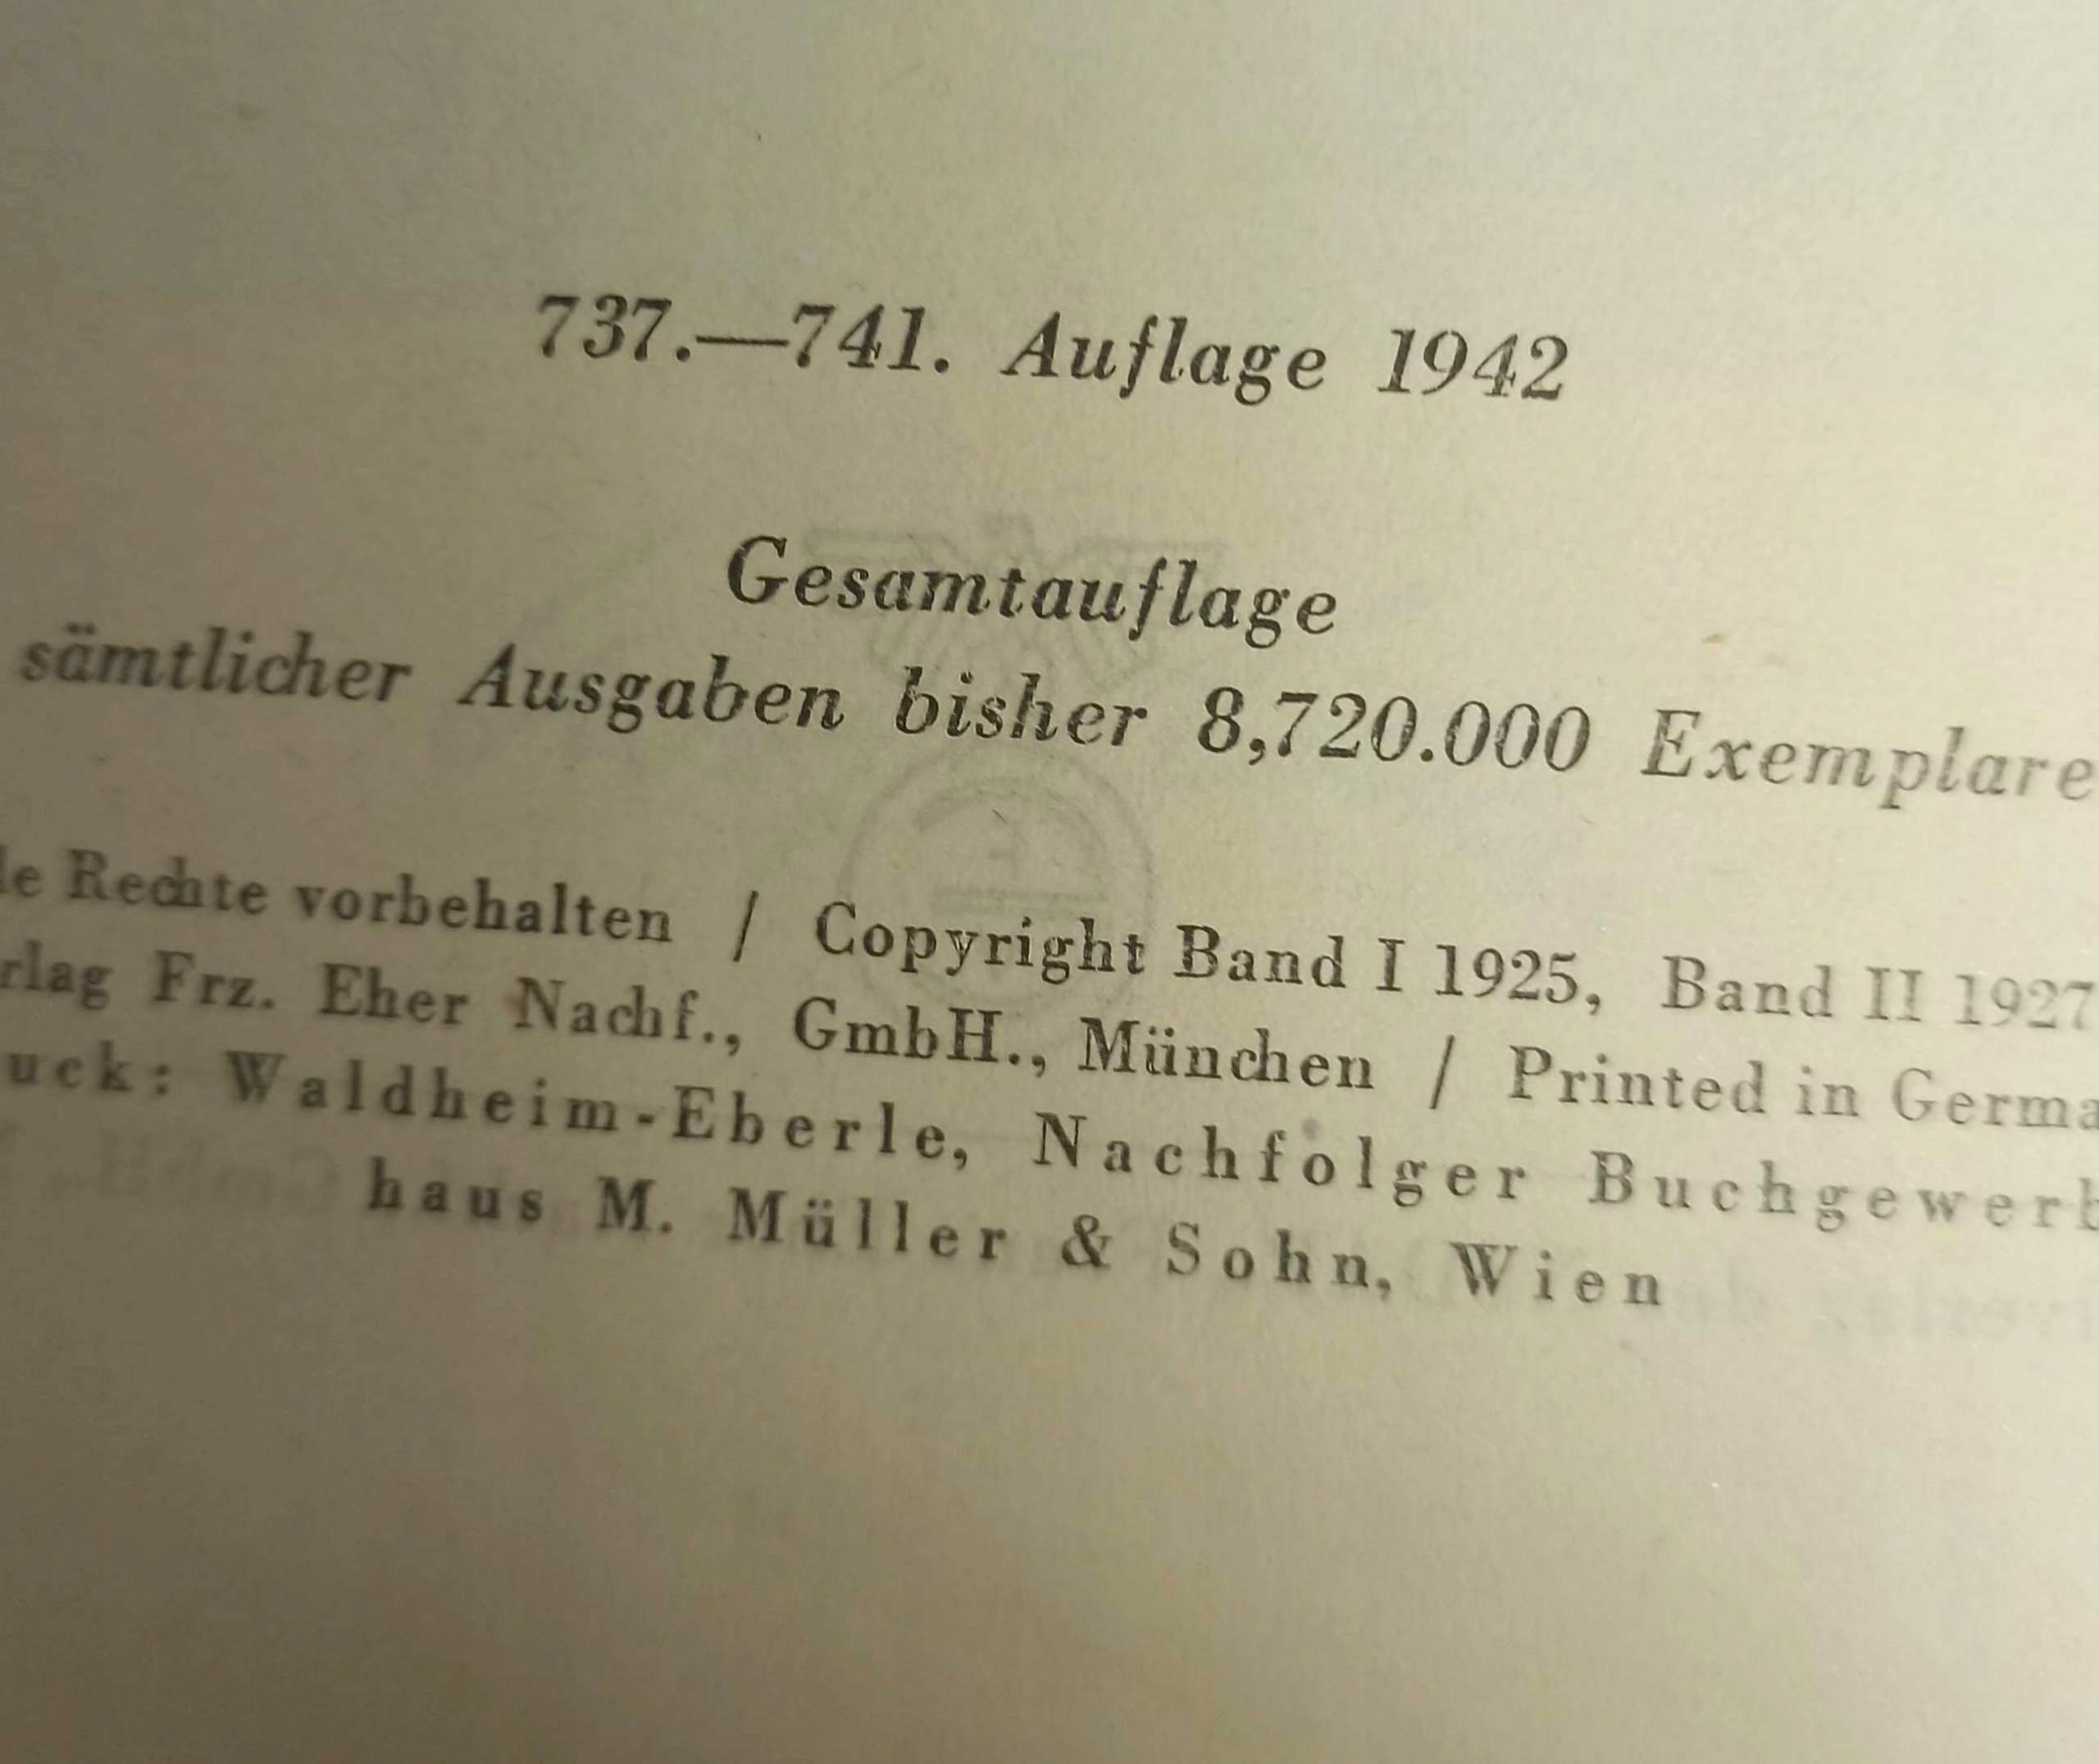 737.—741. Auflage 1942
Gesamtauflage
sämtlicher Ausgaben bisher 8,720.000 Exemplare
le Rechte vorbehalten / Copyright Band I 1925, Band II 1927
rlag Frz. Eher Nachf., GmbH., München / Printed in Germa
uck: Waldheim-Eberle, Nachfolger Buchgewerb
haus M. Müller & Sohn, Wien